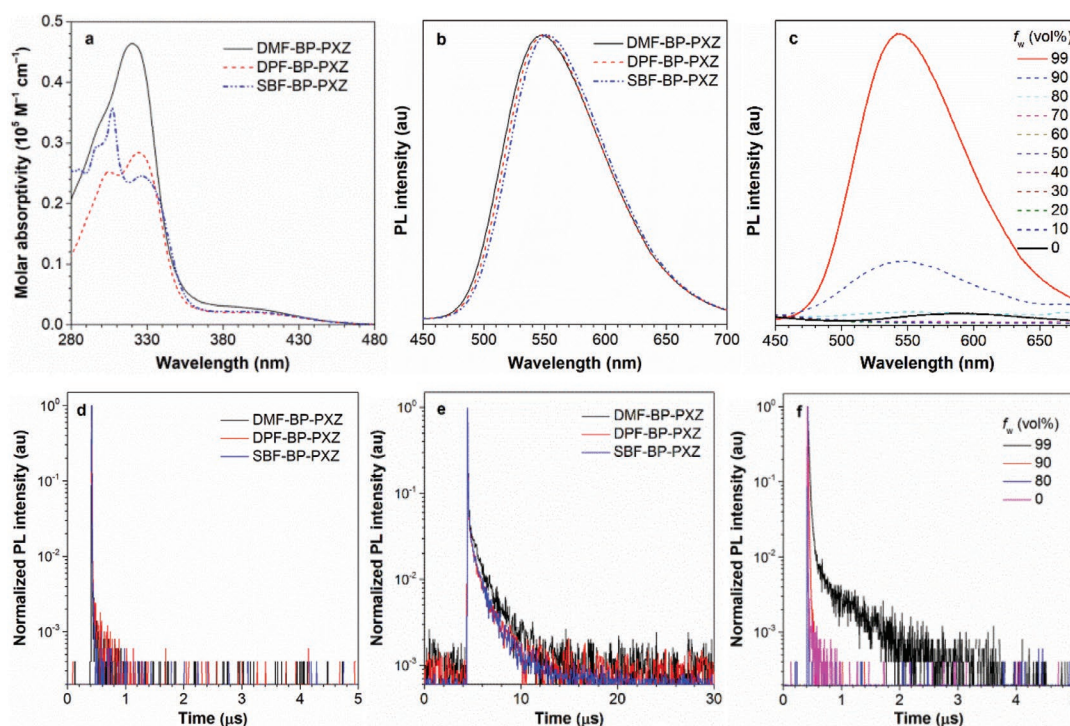 a
DMF-BP-PXZ
DPF-BP-PXZ
SBF-BP-PXZ
Molar absorptivity (10⁵ M⁻¹ cm⁻¹)
0.5
0.4
0.3
0.2
0.1
0.0
280 330 380 430 480
Wavelength (nm)
b
DMF-BP-PXZ
DPF-BP-PXZ
SBF-BP-PXZ
PL intensity (au)
450 500 550 600 650 700
Wavelength (nm)
c
fw (vol%)
99
90
80
70
60
50
40
30
20
10
0
PL intensity (au)
450 500 550 600 650
Wavelength (nm)
d
DMF-BP-PXZ
DPF-BP-PXZ
SBF-BP-PXZ
Normalized PL intensity (au)
10⁰
10⁻¹
10⁻²
10⁻³
0 1 2 3 4 5
Time (μs)
e
DMF-BP-PXZ
DPF-BP-PXZ
SBF-BP-PXZ
Normalized PL intensity (au)
10⁰
10⁻¹
10⁻²
10⁻³
0 10 20 30
Time (μs)
f
fw (vol%)
99
90
80
0
Normalized PL intensity (au)
10⁰
10⁻¹
10⁻²
10⁻³
0 1 2 3 4
Time (μs)